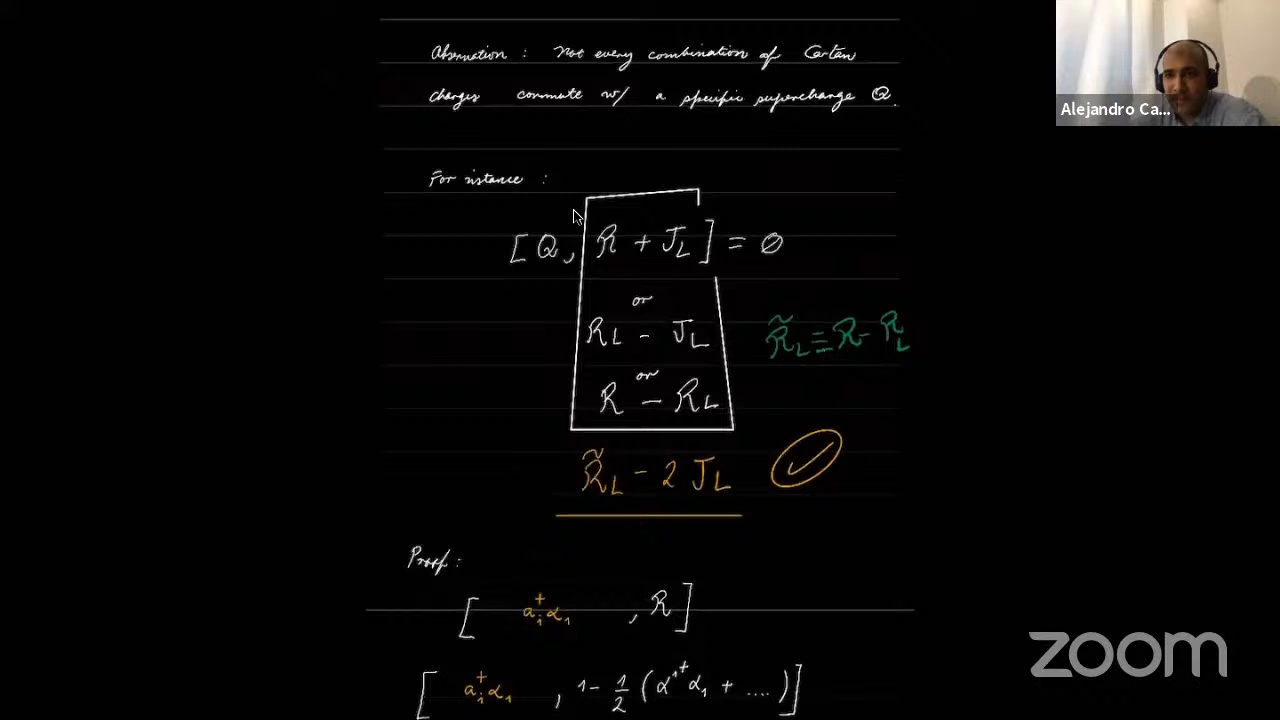 Observation : Not every combination of Cartan
charges commute w/ a specific supercharge Q.
Alejandro Ca...
For instance :
[Q, R + J_L] = 0
or
R_L - J_L
R̃_L ≡ R - R_L
or
R - R_L
R̃_L - 2 J_L
Proof :
[ a_1^† α_1 , R ]
[ a_1^† α_1 , 1 - 1/2 (α^{1†} α_1 + ....) ]
zoom